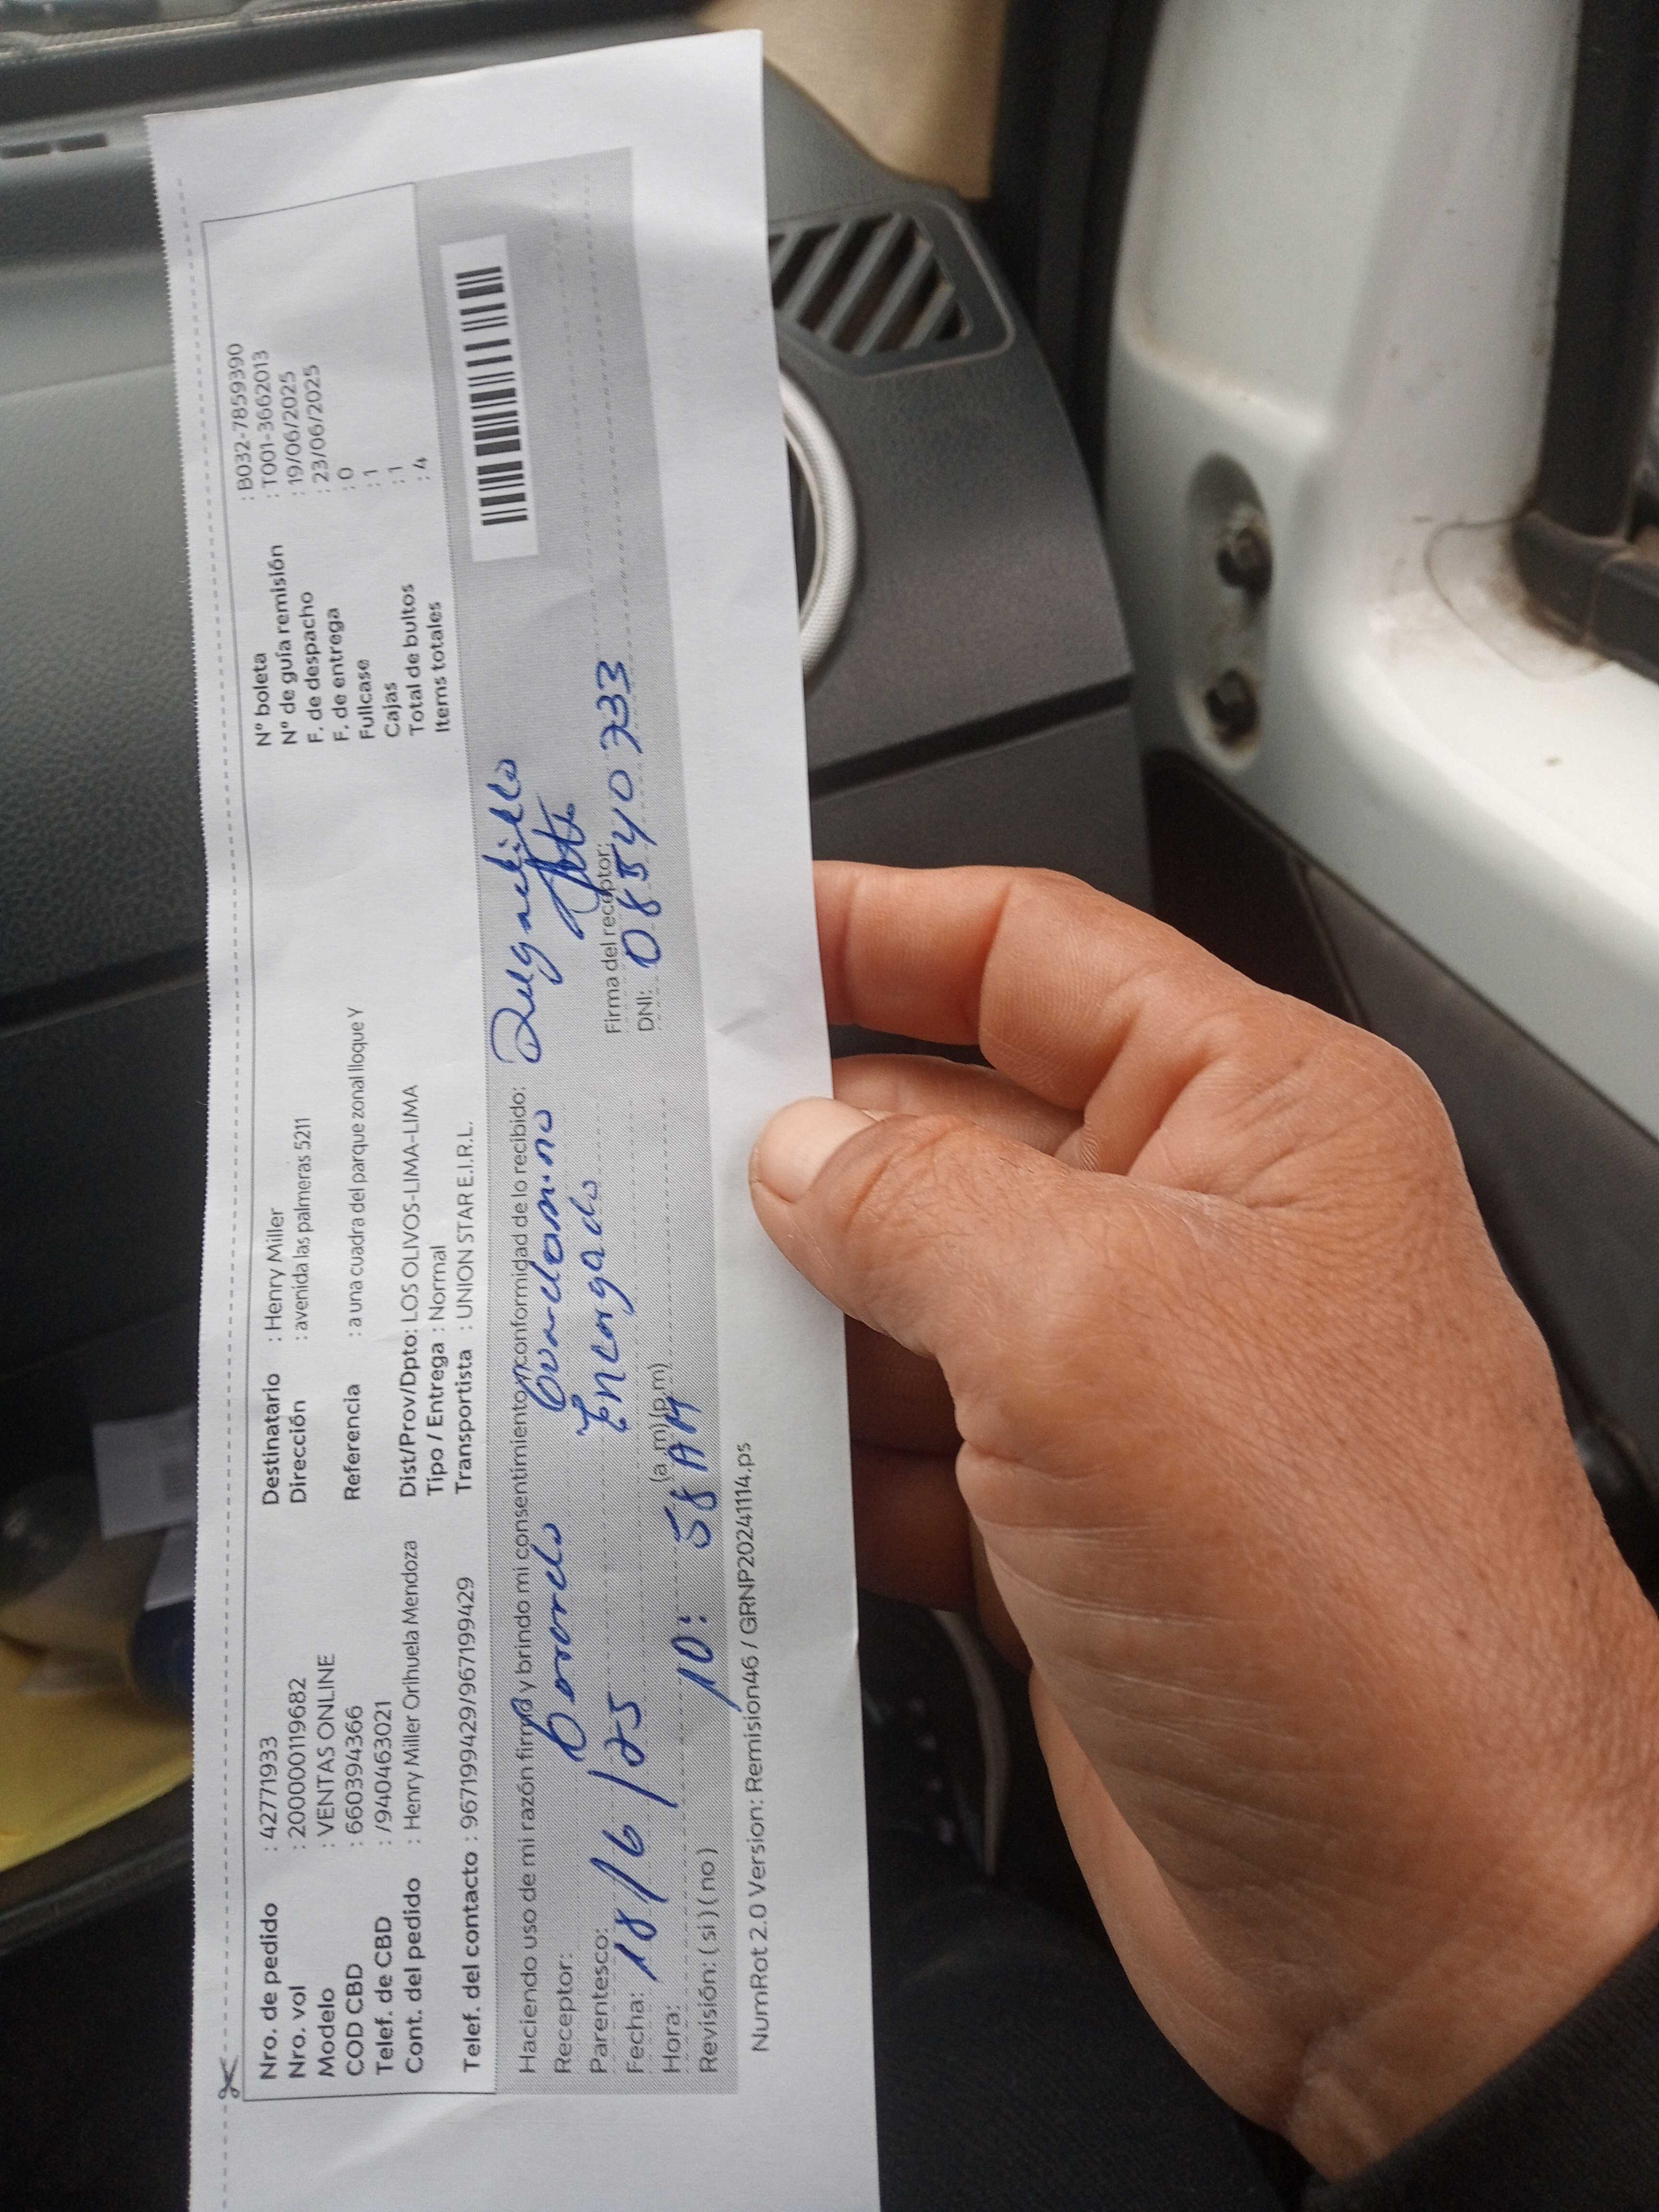 Nro. de pedido : 42771933
Nro. vol : 2000000119682
Modelo : VENTAS ONLINE
COD CBD : 660394366
Telef. de CBD : /940463021
Cont. del pedido : Henry Miller Orihuela Mendoza
Telef. del contacto : 967199429/967199429
Destinatario : Henry Miller
Dirección : avenida las palmeras 5211
Referencia : a una cuadra del parque zonal lloque Y
Dist/Prov/Dpto: LOS OLIVOS-LIMA-LIMA
Tipo / Entrega : Normal
Transportista : UNION STAR E.I.R.L.
N° boleta : B032-7859390
N° de guía remisión : T001-3662013
F. de despacho : 19/06/2025
F. de entrega : 23/06/2025
Fullcase : 0
Cajas : 1
Total de bultos : 1
Items totales : 4
Haciendo uso de mi razón firmo y brindo mi consentimiento y conformidad de lo recibido:
Receptor:
Parentesco: Encargado
Fecha: 18/6/25
Hora: 10:58 AM (a.m)(p.m)
Revisión: (si)(no)
Firma del receptor:
DNI: 08540733
NumRot 2.0 Version: Remision46 / GRNP20241114.ps